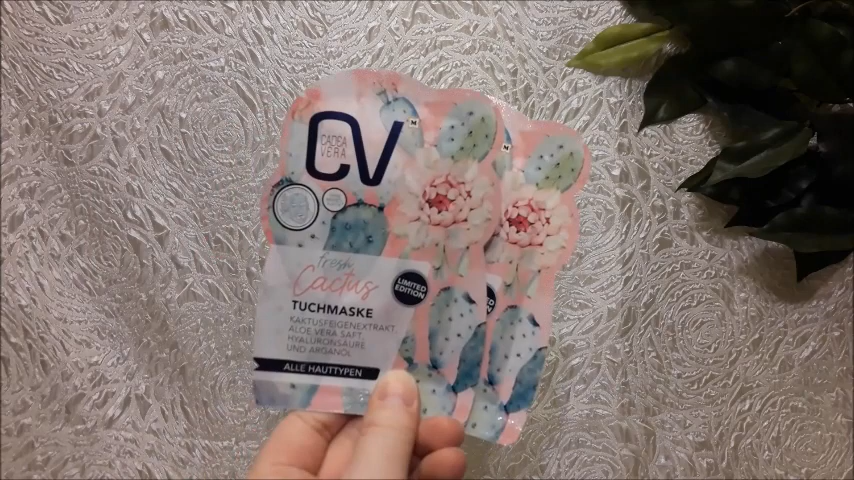 CV
CADEA
VERA
M
fresh
Cactus
LIMITED
EDITION
TUCHMASKE
KAKTUSFEIGENEXTRAKT
ALOE VERA SAFT
HYALURONSÄURE
UND ARGANÖL
ALLE HAUTTYPEN
M